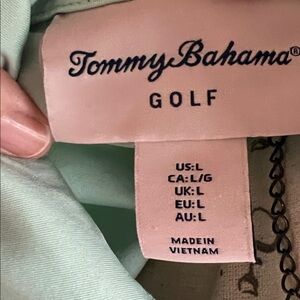 Tommy Bahama®
GOLF
US:L
CA:L/G
UK:L
EU:L
AU:L
MADE IN
VIETNAM